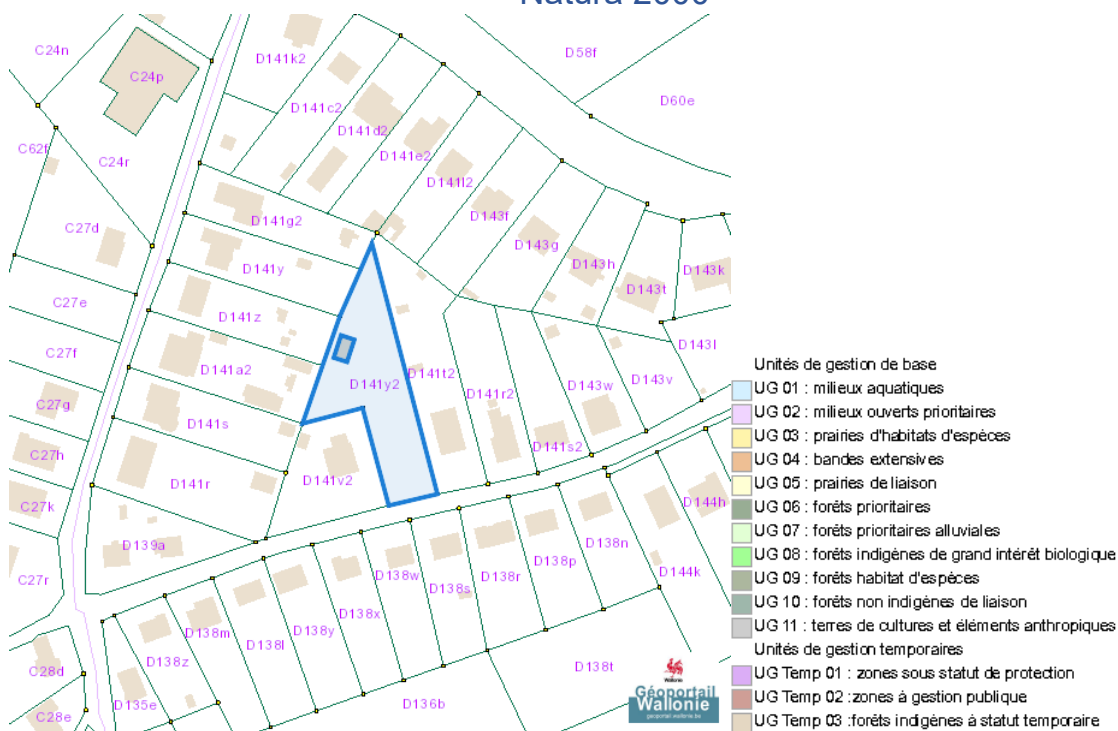 Natura 2000
C24n
C24p
C62f
C24r
C27d
C27e
C27f
C27g
C27h
C27k
C27r
C28d
C28e
D141k2
D141c2
D141d2
D141e2
D141l2
D143f
D143g
D143h
D143t
D143k
D143l
D58f
D60e
D141g2
D141y
D141z
D141a2
D141s
D141r
D139a
D141v2
D141y2
D141t2
D141r2
D141s2
D143w
D143v
D144h
D144k
D138n
D138p
D138r
D138s
D138w
D138x
D138y
D138l
D138m
D138z
D135e
D136b
D138t
Wallonie
Géoportail
Wallonie
geoportail.wallonie.be
Unités de gestion de base
UG 01 : milieux aquatiques
UG 02 : milieux ouverts prioritaires
UG 03 : prairies d'habitats d'espèces
UG 04 : bandes extensives
UG 05 : prairies de liaison
UG 06 : forêts prioritaires
UG 07 : forêts prioritaires alluviales
UG 08 : forêts indigènes de grand intérêt biologique
UG 09 : forêts habitat d'espèces
UG 10 : forêts non indigènes de liaison
UG 11 : terres de cultures et éléments anthropiques
Unités de gestion temporaires
UG Temp 01 : zones sous statut de protection
UG Temp 02 :zones à gestion publique
UG Temp 03 :forêts indigènes à statut temporaire